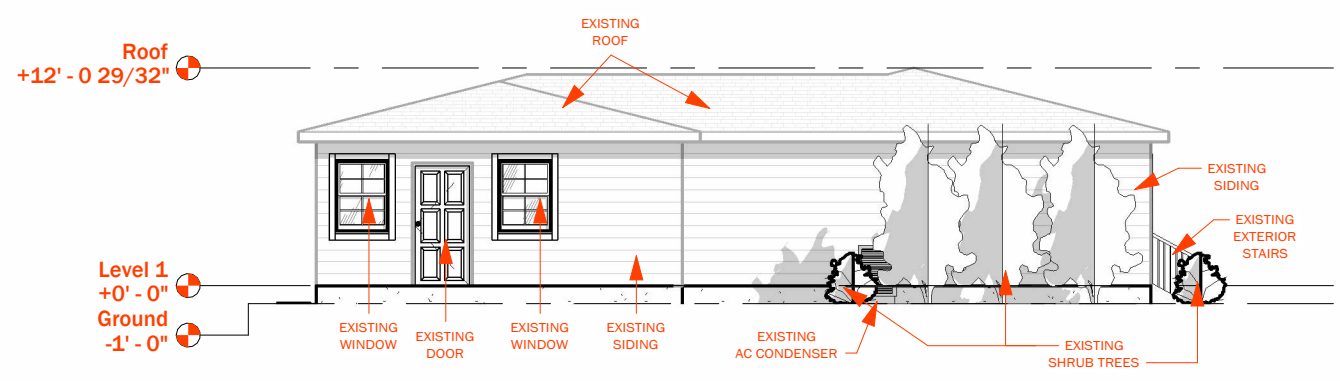 EXISTING
ROOF
Roof
+12' - 0 29/32"
EXISTING
SIDING
EXISTING
EXTERIOR
STAIRS
Level 1
+0' - 0"
Ground
-1' - 0"
EXISTING
WINDOW
EXISTING
DOOR
EXISTING
WINDOW
EXISTING
SIDING
EXISTING
AC CONDENSER
EXISTING
SHRUB TREES